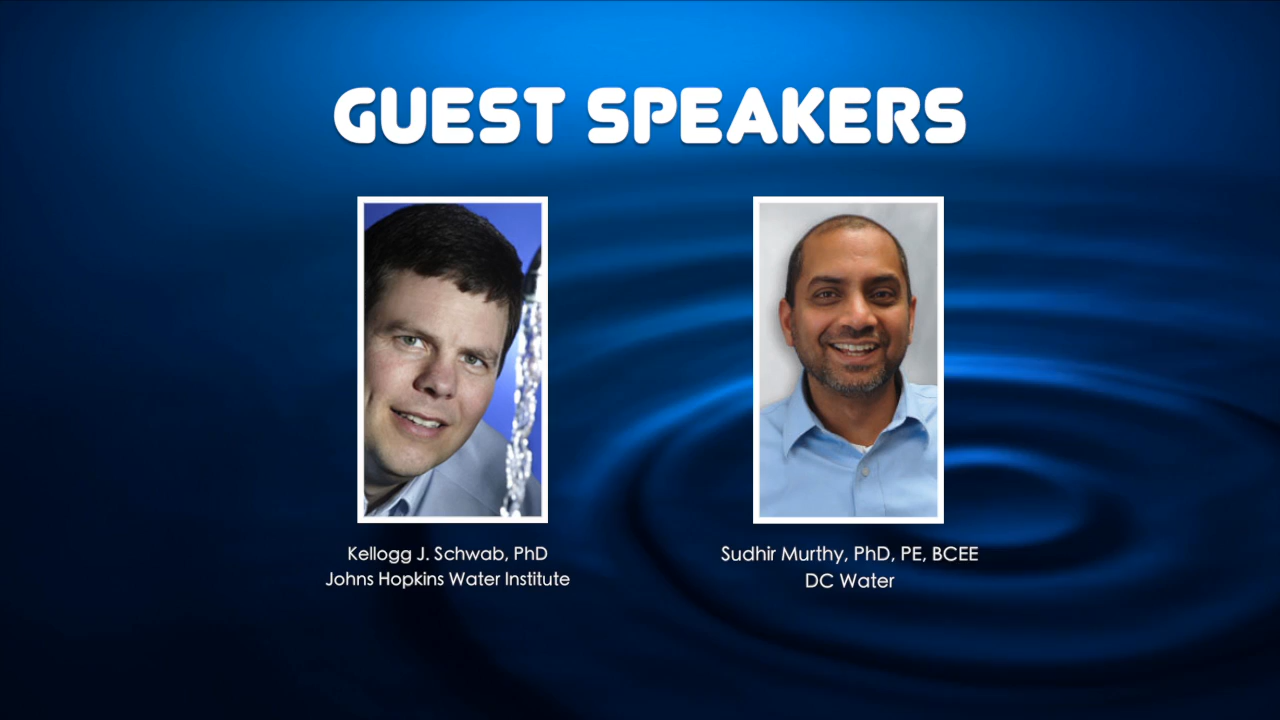 GUEST SPEAKERS
Kellogg J. Schwab, PhD
Johns Hopkins Water Institute
Sudhir Murthy, PhD, PE, BCEE
DC Water